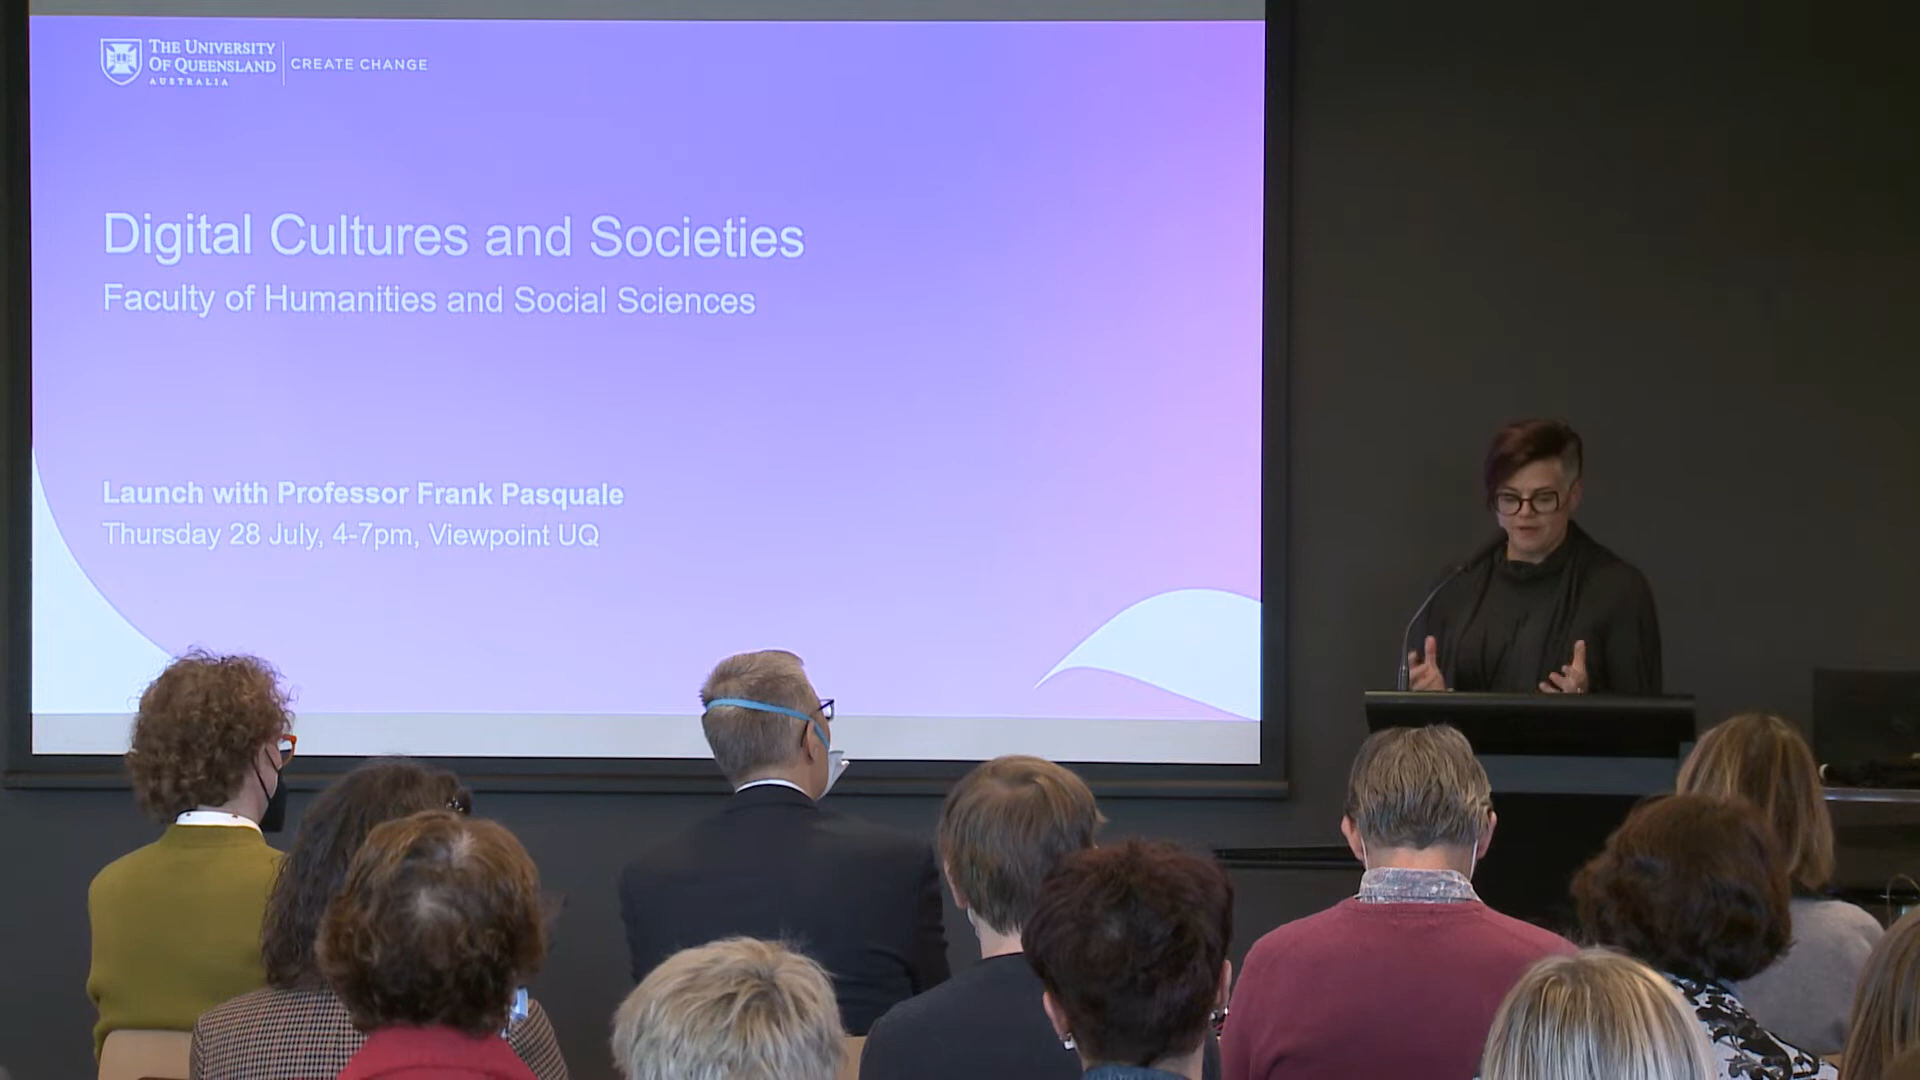 THE UNIVERSITY
OF QUEENSLAND
AUSTRALIA
CREATE CHANGE
Digital Cultures and Societies
Faculty of Humanities and Social Sciences
Launch with Professor Frank Pasquale
Thursday 28 July, 4-7pm, Viewpoint UQ